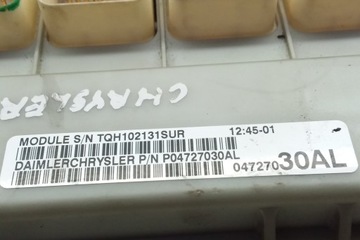 CHRYSLER
MODULE S/N TQH102131SUR 12:45-01
DAIMLERCHRYSLER P/N P04727030AL
04727030AL